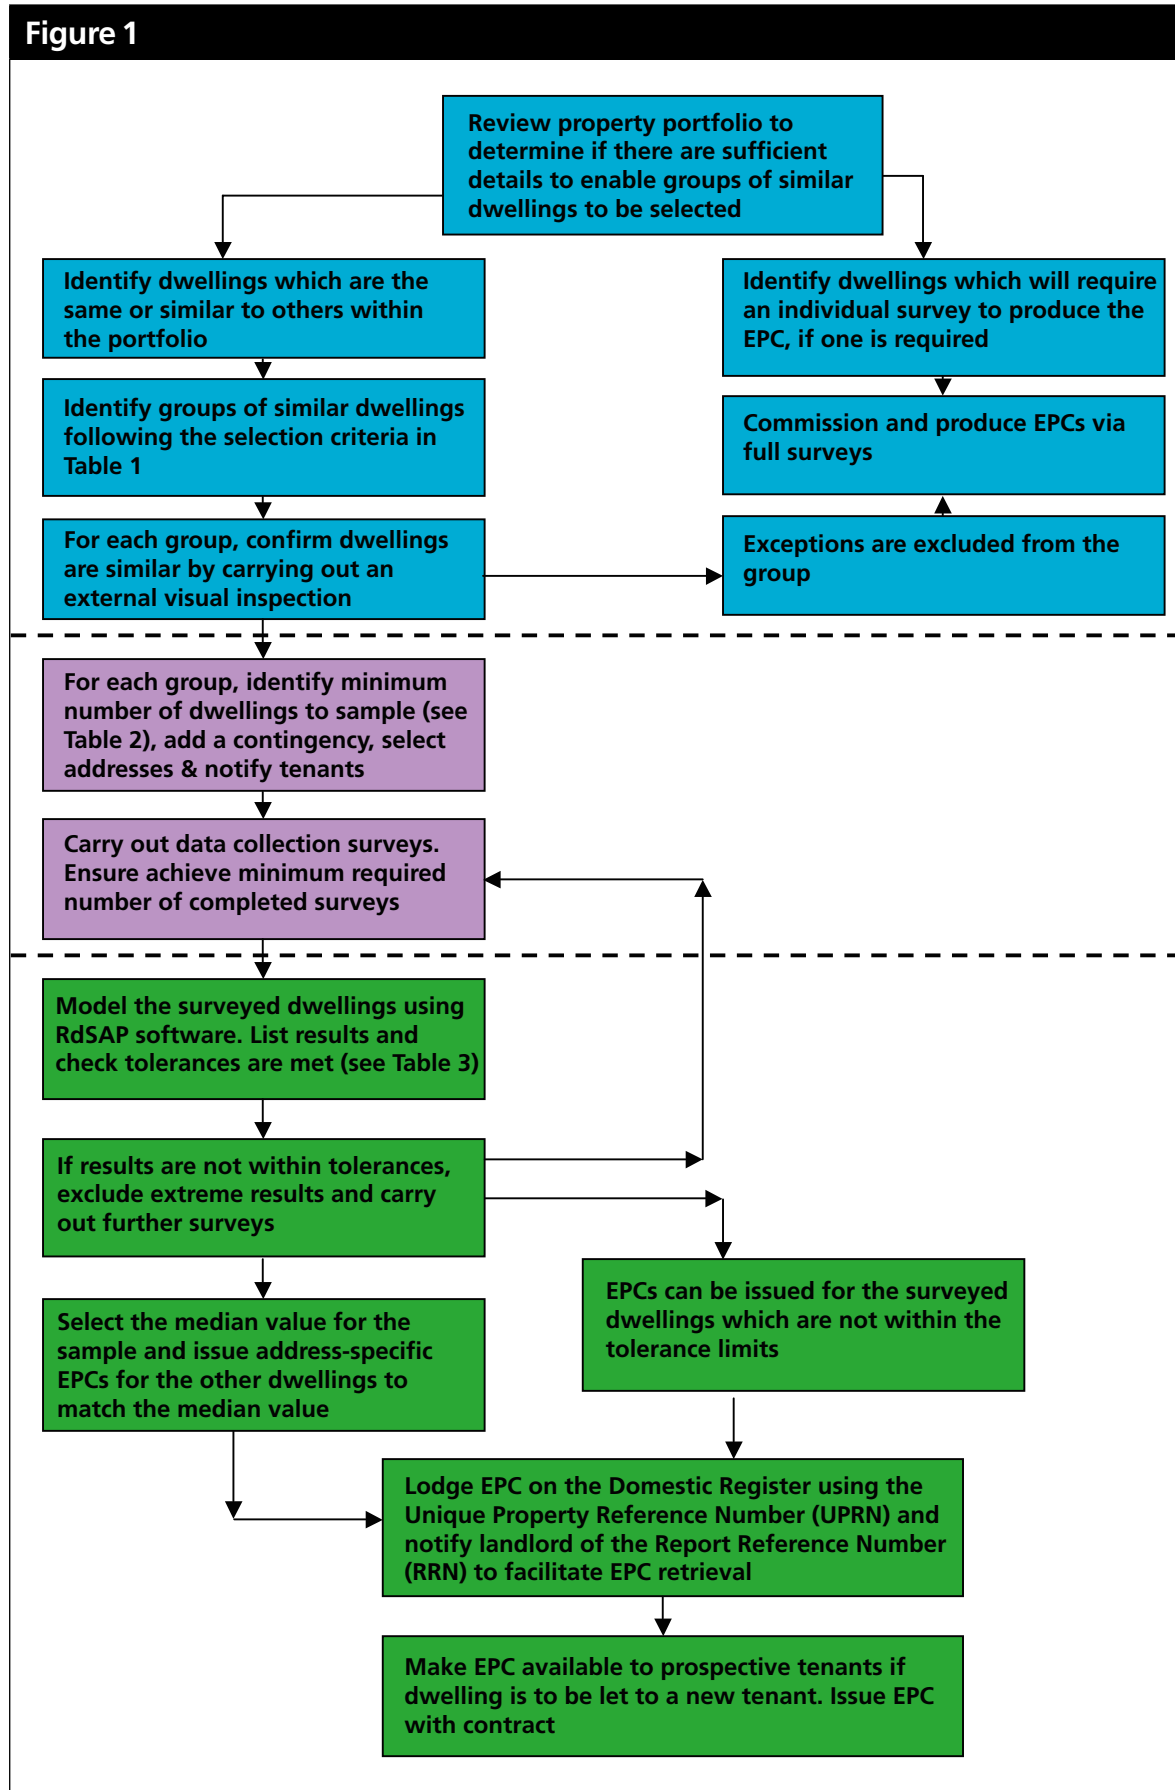 Figure 1
Review property portfolio to
determine if there are sufficient
details to enable groups of similar
dwellings to be selected
Identify dwellings which are the
same or similar to others within
the portfolio
Identify dwellings which will require
an individual survey to produce the
EPC, if one is required
Identify groups of similar dwellings
following the selection criteria in
Table 1
Commission and produce EPCs via
full surveys
For each group, confirm dwellings
are similar by carrying out an
external visual inspection
Exceptions are excluded from the
group
For each group, identify minimum
number of dwellings to sample (see
Table 2), add a contingency, select
addresses & notify tenants
Carry out data collection surveys.
Ensure achieve minimum required
number of completed surveys
Model the surveyed dwellings using
RdSAP software. List results and
check tolerances are met (see Table 3)
If results are not within tolerances,
exclude extreme results and carry
out further surveys
EPCs can be issued for the surveyed
dwellings which are not within the
tolerance limits
Select the median value for the
sample and issue address-specific
EPCs for the other dwellings to
match the median value
Lodge EPC on the Domestic Register using the
Unique Property Reference Number (UPRN) and
notify landlord of the Report Reference Number
(RRN) to facilitate EPC retrieval
Make EPC available to prospective tenants if
dwelling is to be let to a new tenant. Issue EPC
with contract